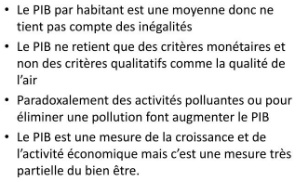 • Le PIB par habitant est une moyenne donc ne
tient pas compte des inégalités
• Le PIB ne retient que des critères monétaires et
non des critères qualitatifs comme la qualité de
l'air
• Paradoxalement des activités polluantes ou pour
éliminer une pollution font augmenter le PIB
• Le PIB est une mesure de la croissance et de
l'activité économique mais c'est une mesure très
partielle du bien être.